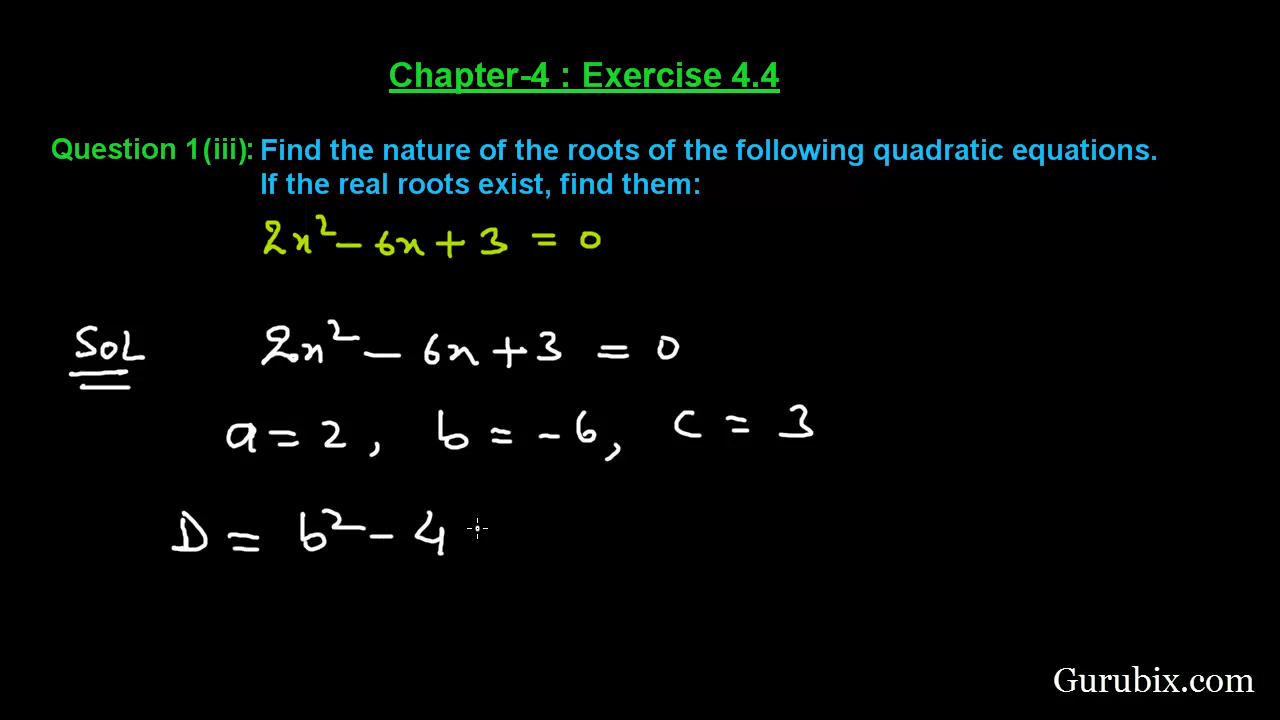 Chapter-4 : Exercise 4.4
Question 1(iii): Find the nature of the roots of the following quadratic equations.
If the real roots exist, find them:
2x² - 6x + 3 = 0
SOL 2x² - 6x + 3 = 0
a = 2, b = -6, c = 3
D = b² - 4
Gurubix.com